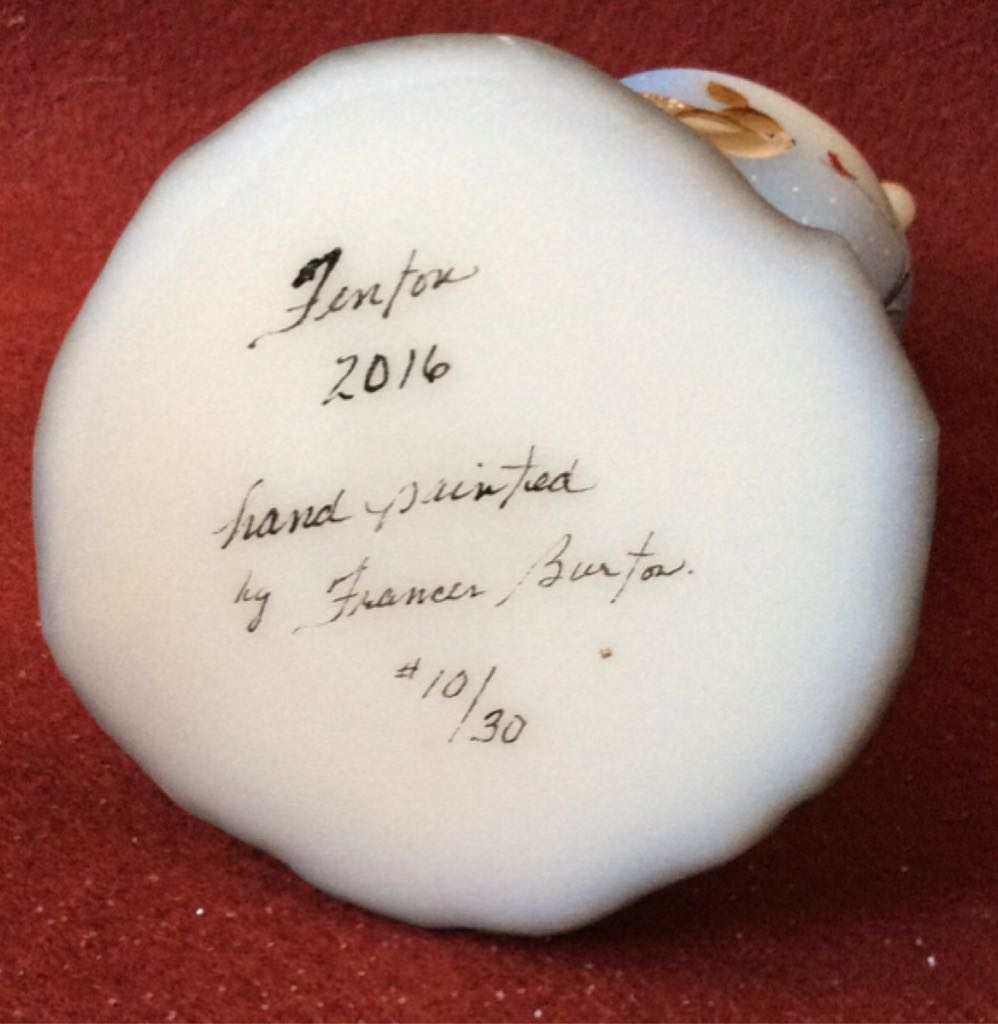 Fenton
2016
hand painted
by Frances Burton.
#10/30